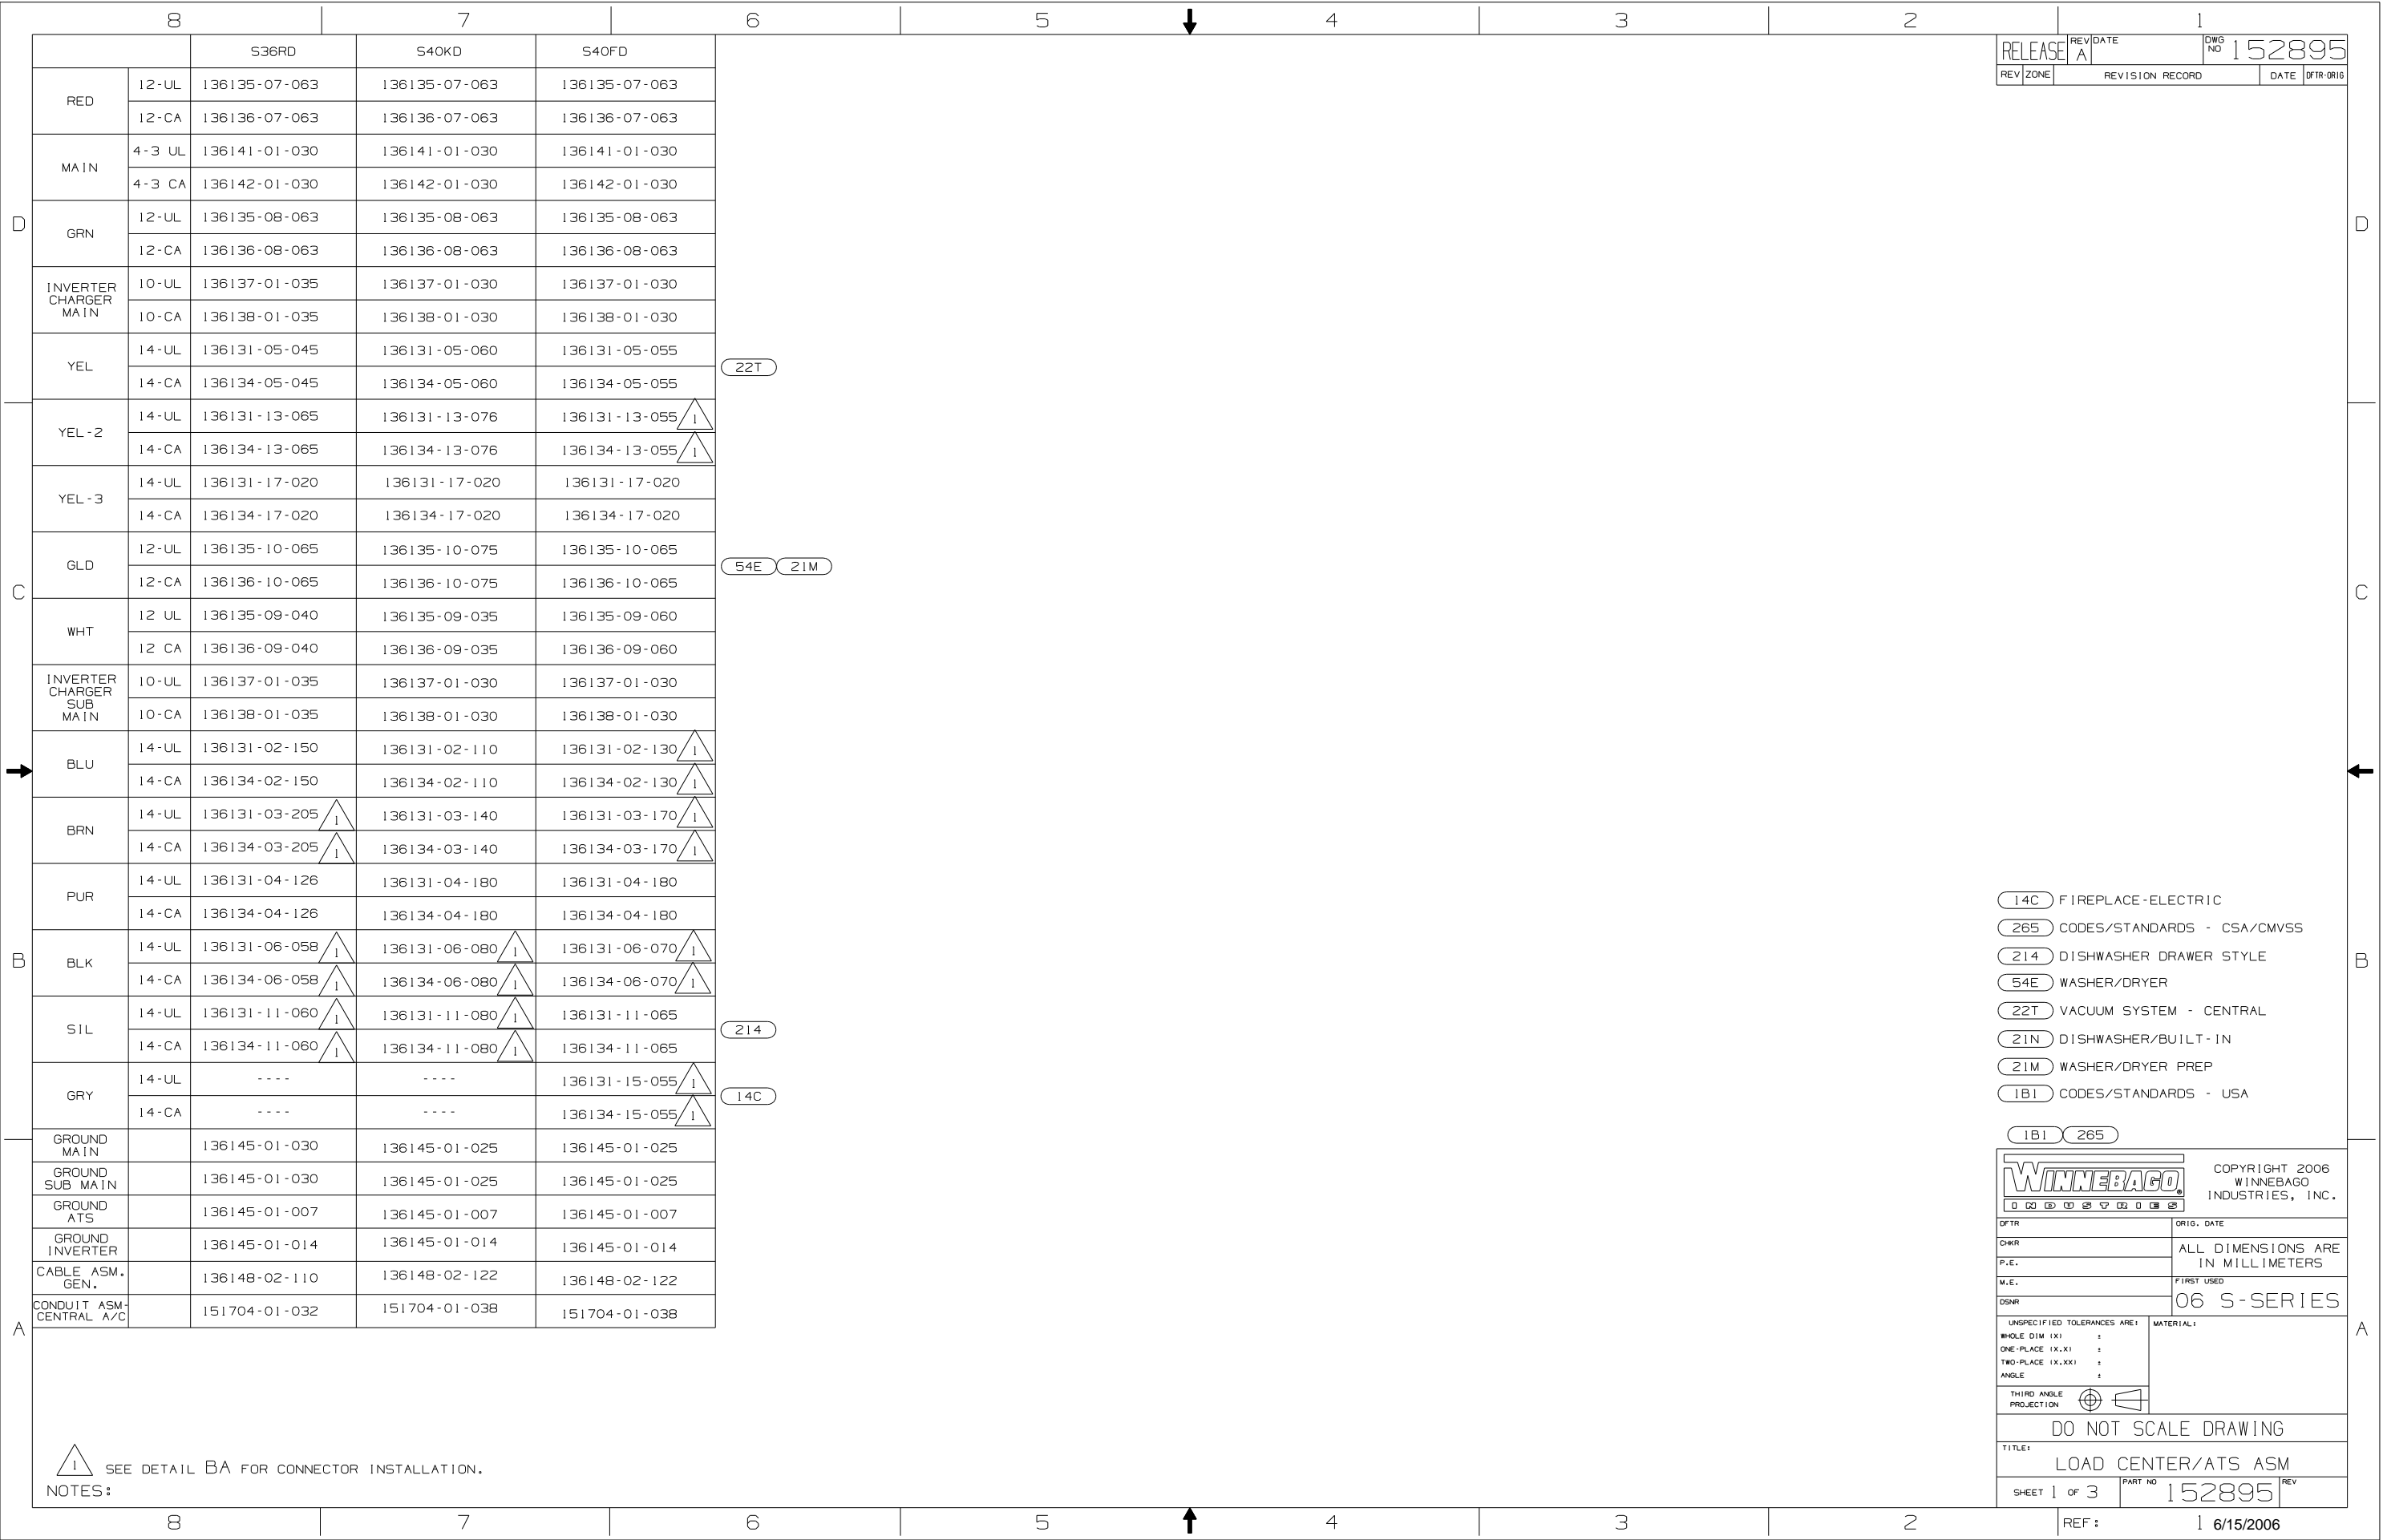 8 7 6 5 4 3 2 1
S36RD S40KD S40FD
RED 12-UL 136135-07-063 136135-07-063 136135-07-063
12-CA 136136-07-063 136136-07-063 136136-07-063
MAIN 4-3 UL 136141-01-030 136141-01-030 136141-01-030
4-3 CA 136142-01-030 136142-01-030 136142-01-030
GRN 12-UL 136135-08-063 136135-08-063 136135-08-063
12-CA 136136-08-063 136136-08-063 136136-08-063
INVERTER CHARGER MAIN 10-UL 136137-01-035 136137-01-030 136137-01-030
10-CA 136138-01-035 136138-01-030 136138-01-030
YEL 14-UL 136131-05-045 136131-05-060 136131-05-055
14-CA 136134-05-045 136134-05-060 136134-05-055
22T
YEL-2 14-UL 136131-13-065 136131-13-076 136131-13-055 1
14-CA 136134-13-065 136134-13-076 136134-13-055 1
YEL-3 14-UL 136131-17-020 136131-17-020 136131-17-020
14-CA 136134-17-020 136134-17-020 136134-17-020
GLD 12-UL 136135-10-065 136135-10-075 136135-10-065
12-CA 136136-10-065 136136-10-075 136136-10-065
54E 21M
WHT 12 UL 136135-09-040 136135-09-035 136135-09-060
12 CA 136136-09-040 136136-09-035 136136-09-060
INVERTER CHARGER SUB MAIN 10-UL 136137-01-035 136137-01-030 136137-01-030
10-CA 136138-01-035 136138-01-030 136138-01-030
BLU 14-UL 136131-02-150 136131-02-110 136131-02-130 1
14-CA 136134-02-150 136134-02-110 136134-02-130 1
BRN 14-UL 136131-03-205 1 136131-03-140 136131-03-170 1
14-CA 136134-03-205 1 136134-03-140 136134-03-170 1
PUR 14-UL 136131-04-126 136131-04-180 136131-04-180
14-CA 136134-04-126 136134-04-180 136134-04-180
BLK 14-UL 136131-06-058 1 136131-06-080 1 136131-06-070 1
14-CA 136134-06-058 1 136134-06-080 1 136134-06-070 1
SIL 14-UL 136131-11-060 1 136131-11-080 1 136131-11-065
14-CA 136134-11-060 1 136134-11-080 1 136134-11-065
214
GRY 14-UL ---- ---- 136131-15-055 1
14-CA ---- ---- 136134-15-055 1
14C
GROUND MAIN 136145-01-030 136145-01-025 136145-01-025
GROUND SUB MAIN 136145-01-030 136145-01-025 136145-01-025
GROUND ATS 136145-01-007 136145-01-007 136145-01-007
GROUND INVERTER 136145-01-014 136145-01-014 136145-01-014
CABLE ASM. GEN. 136148-02-110 136148-02-122 136148-02-122
CONDUIT ASM-CENTRAL A/C 151704-01-032 151704-01-038 151704-01-038
1 SEE DETAIL BA FOR CONNECTOR INSTALLATION.
NOTES:
D D
C C
B B
A A
RELEASE REV A DATE DWG NO 152895
REV ZONE REVISION RECORD DATE DFTR-ORIG
14C FIREPLACE-ELECTRIC
265 CODES/STANDARDS - CSA/CMVSS
214 DISHWASHER DRAWER STYLE
54E WASHER/DRYER
22T VACUUM SYSTEM - CENTRAL
21N DISHWASHER/BUILT-IN
21M WASHER/DRYER PREP
1B1 CODES/STANDARDS - USA
1B1 265
WINNEBAGO®
INDUSTRIES
COPYRIGHT 2006
WINNEBAGO
INDUSTRIES, INC.
DFTR ORIG. DATE
CHKR
ALL DIMENSIONS ARE
IN MILLIMETERS
P.E.
M.E. FIRST USED
DSNR 06 S-SERIES
UNSPECIFIED TOLERANCES ARE: MATERIAL:
WHOLE DIM (X) ±
ONE-PLACE (X.X) ±
TWO-PLACE (X.XX) ±
ANGLE ±
THIRD ANGLE
PROJECTION
DO NOT SCALE DRAWING
TITLE:
LOAD CENTER/ATS ASM
SHEET 1 OF 3 PART NO 152895 REV
8 7 6 5 4 3 2 REF: 1 6/15/2006